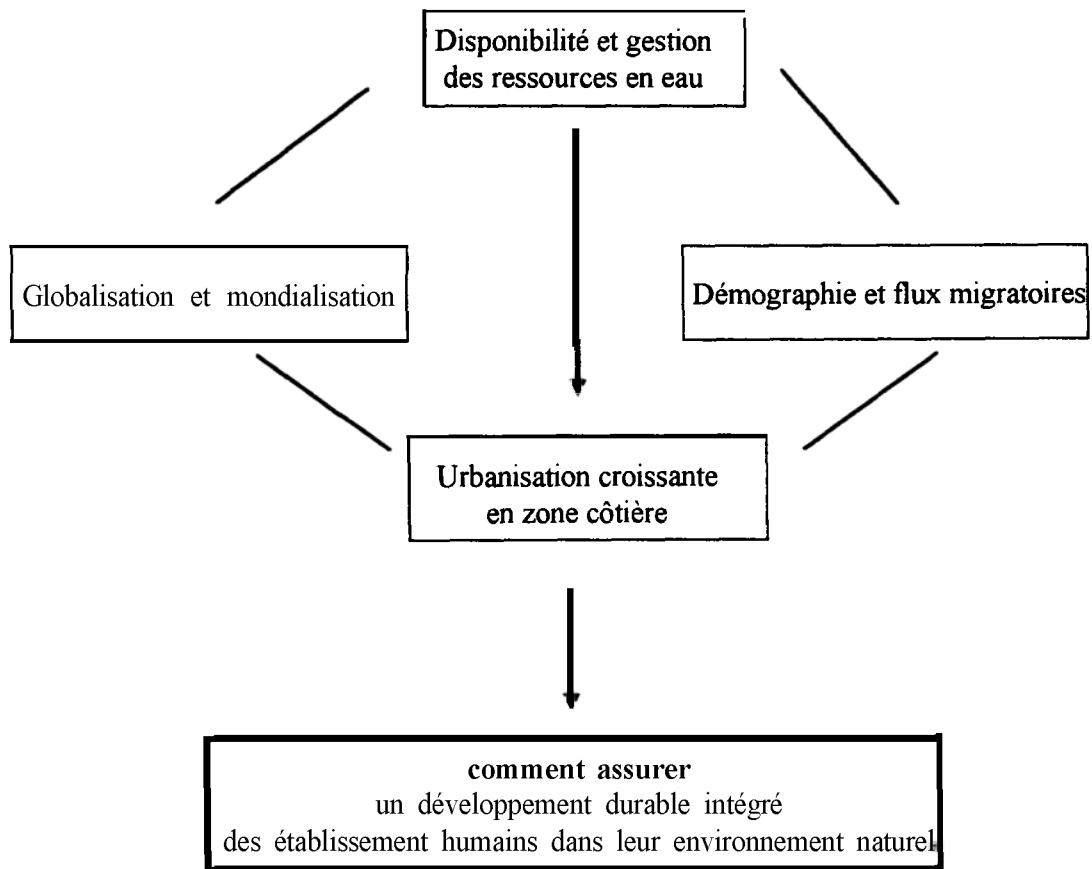 Disponibilité et gestion
des ressources en eau
Globalisation et mondialisation
Démographie et flux migratoires
Urbanisation croissante
en zone côtière
comment assurer
un développement durable intégré
des établissement humains dans leur environnement naturel